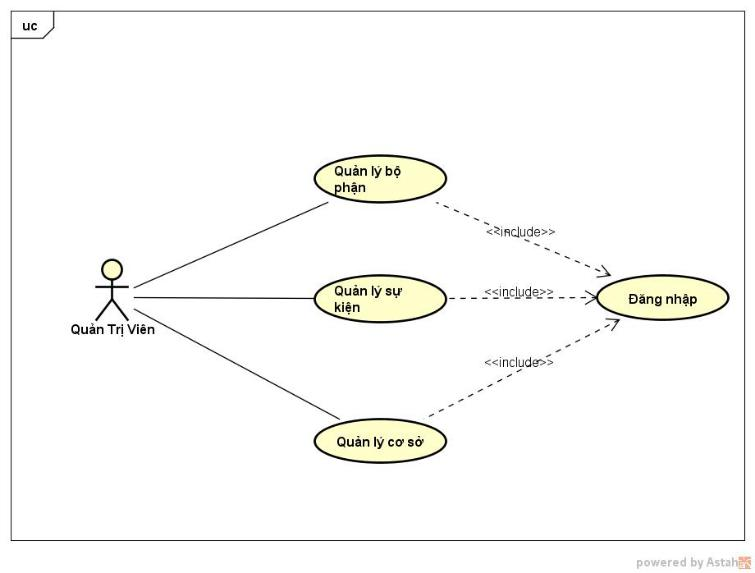 uc
Quản lý bộ
phận
<<include>>
Quản lý sự
kiện
<<include>>
Đăng nhập
Quản Trị Viên
<<include>>
Quản lý cơ sở
powered by Astah